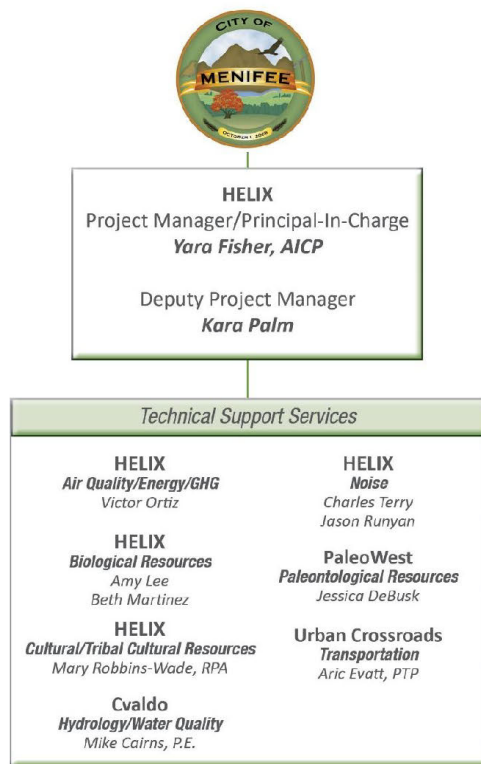 CITY OF
MENIFEE
OCTOBER 1, 2008
HELIX
Project Manager/Principal-In-Charge
Yara Fisher, AICP
Deputy Project Manager
Kara Palm
Technical Support Services
HELIX
Air Quality/Energy/GHG
Victor Ortiz
HELIX
Biological Resources
Amy Lee
Beth Martinez
HELIX
Cultural/Tribal Cultural Resources
Mary Robbins-Wade, RPA
Cvaldo
Hydrology/Water Quality
Mike Cairns, P.E.
HELIX
Noise
Charles Terry
Jason Runyan
PaleoWest
Paleontological Resources
Jessica DeBusk
Urban Crossroads
Transportation
Aric Evatt, PTP